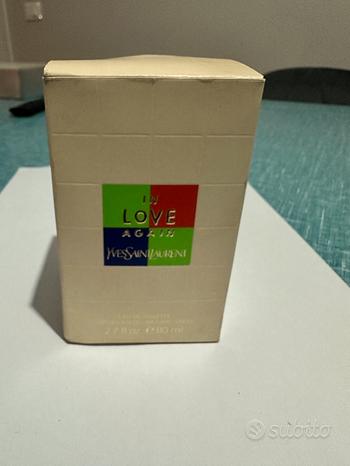 IN
LOVE
AGAIN
YVESSAINTLAURENT
EAU DE TOILETTE
2.7 fl.oz. ℮ 80 ml
subito